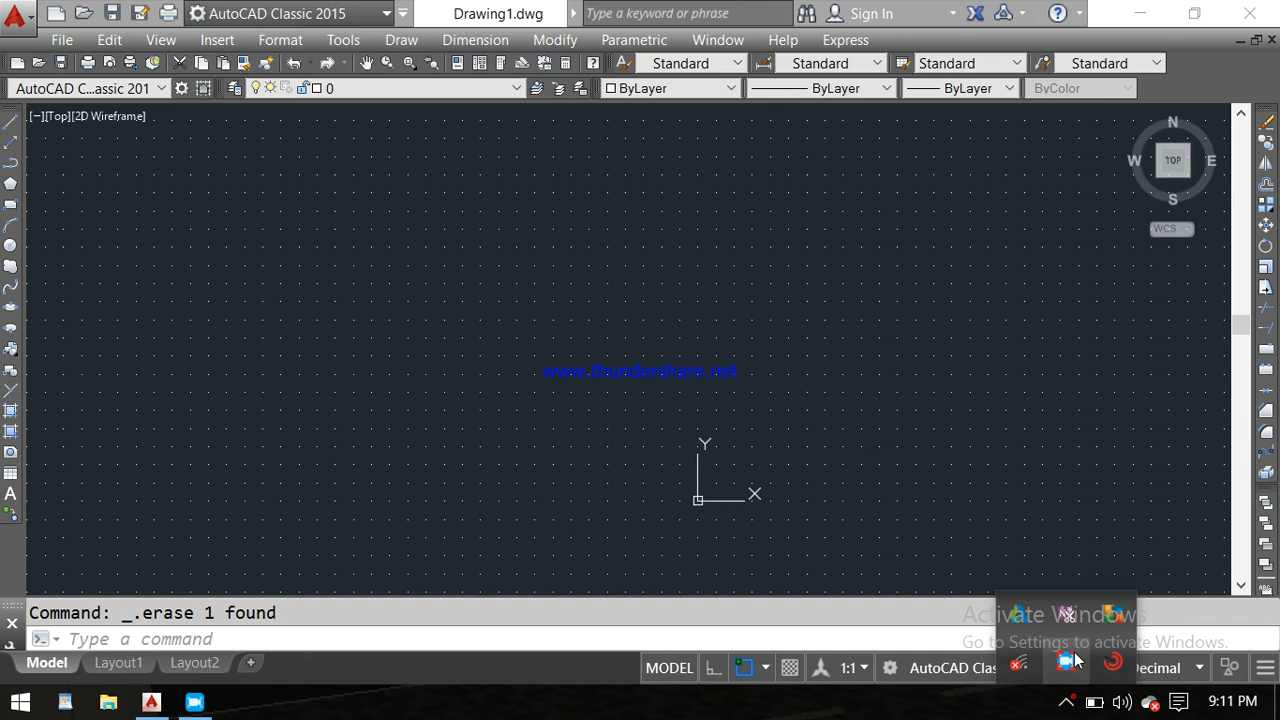 AutoCAD Classic 2015 Drawing1.dwg Type a keyword or phrase Sign In ?
File Edit View Insert Format Tools Draw Dimension Modify Parametric Window Help Express
Standard Standard Standard Standard
AutoCAD C...assic 201 0 ByLayer ByLayer ByLayer ByColor
[−][Top][2D Wireframe]
N
W TOP E
S
WCS
www.thundershare.net
Y
X
A
Command: _.erase 1 found
Type a command
Activate Windows
Go to Settings to activate Windows.
Model Layout1 Layout2 + MODEL 1:1 AutoCAD Clas Decimal
9:11 PM